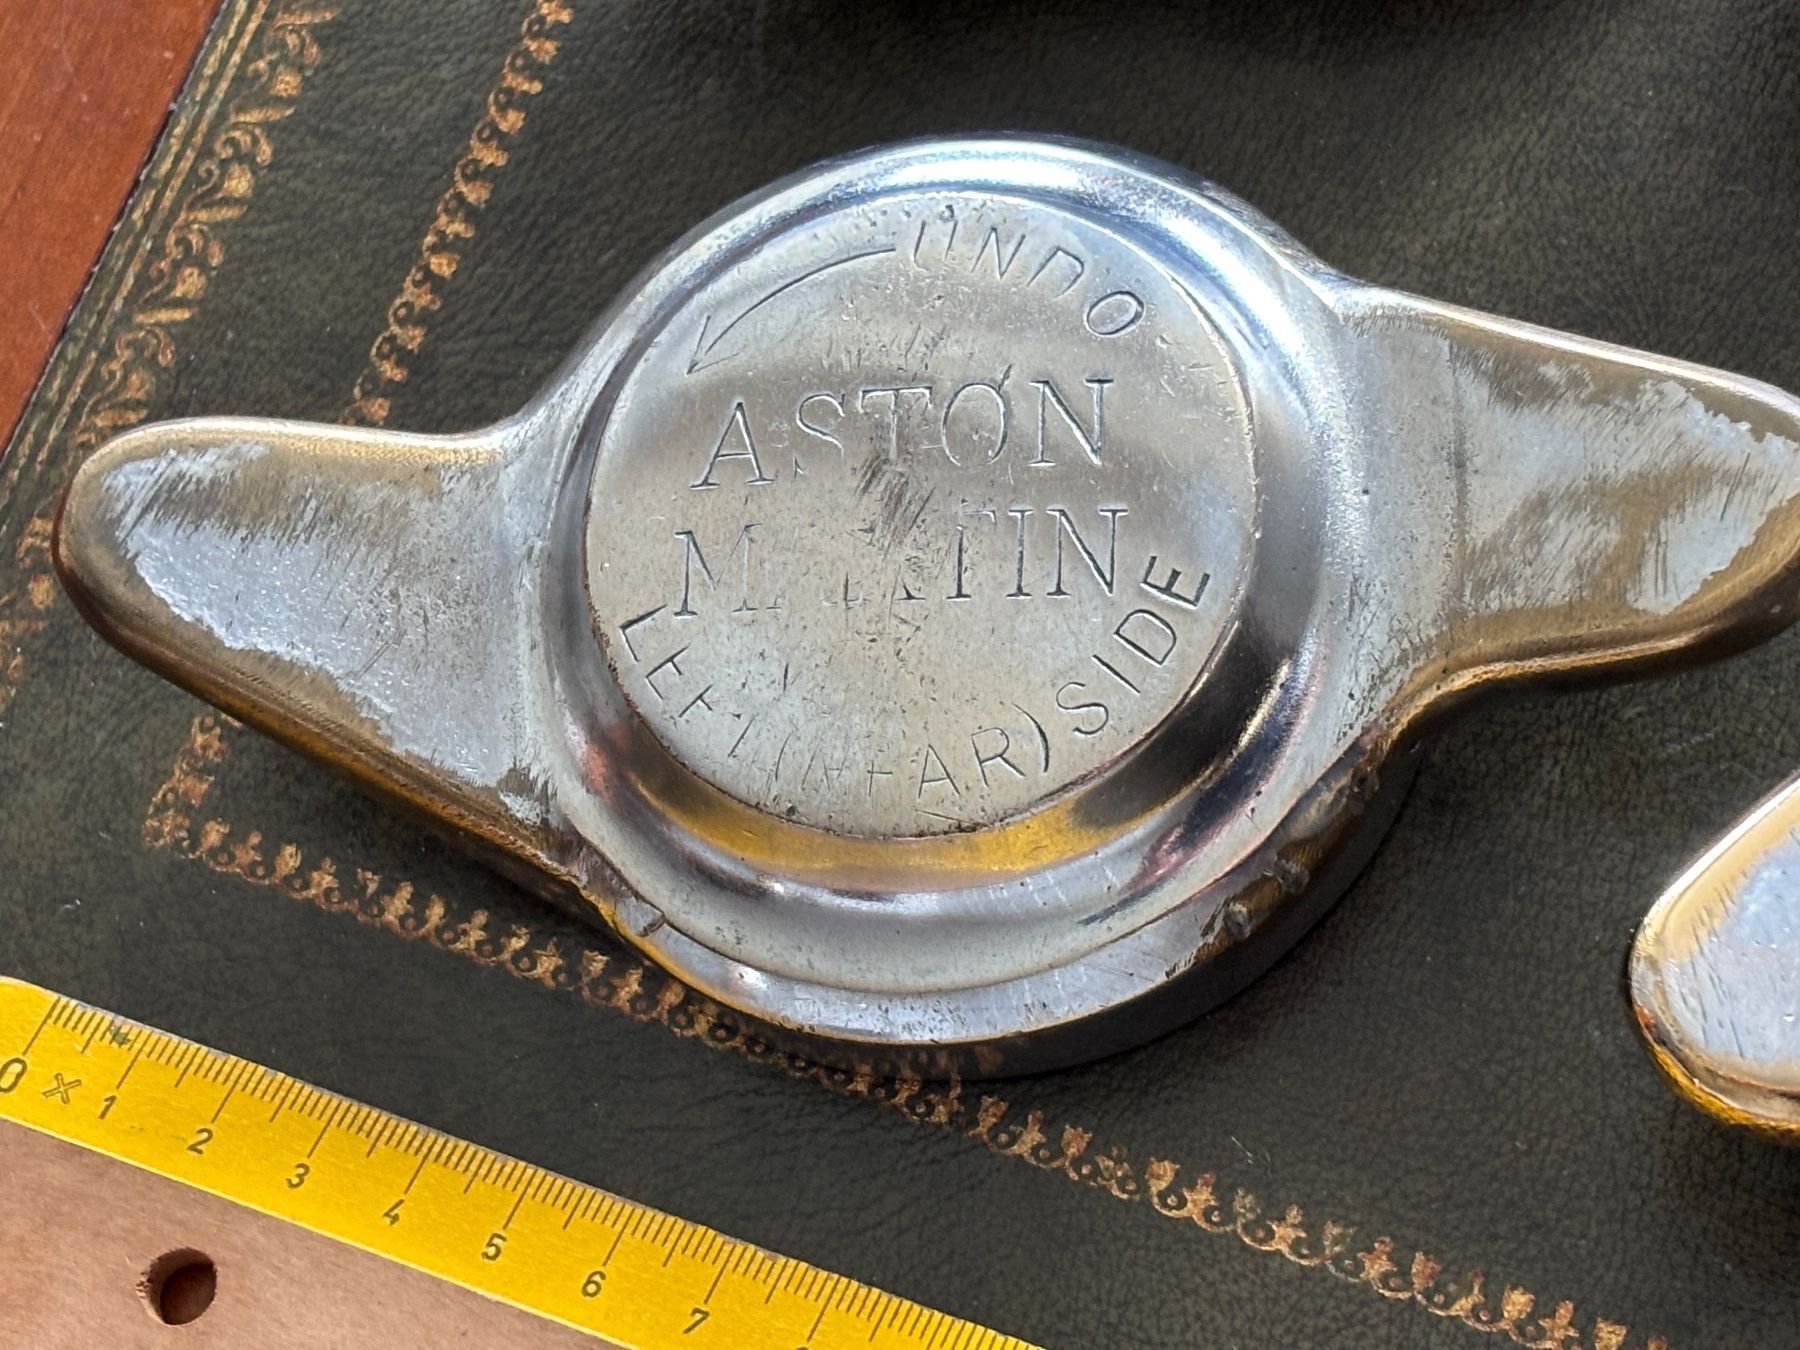 UNDO
ASTON
MARTIN
LEFT (NEAR) SIDE
0 x 1 2 3 4 5 6 7